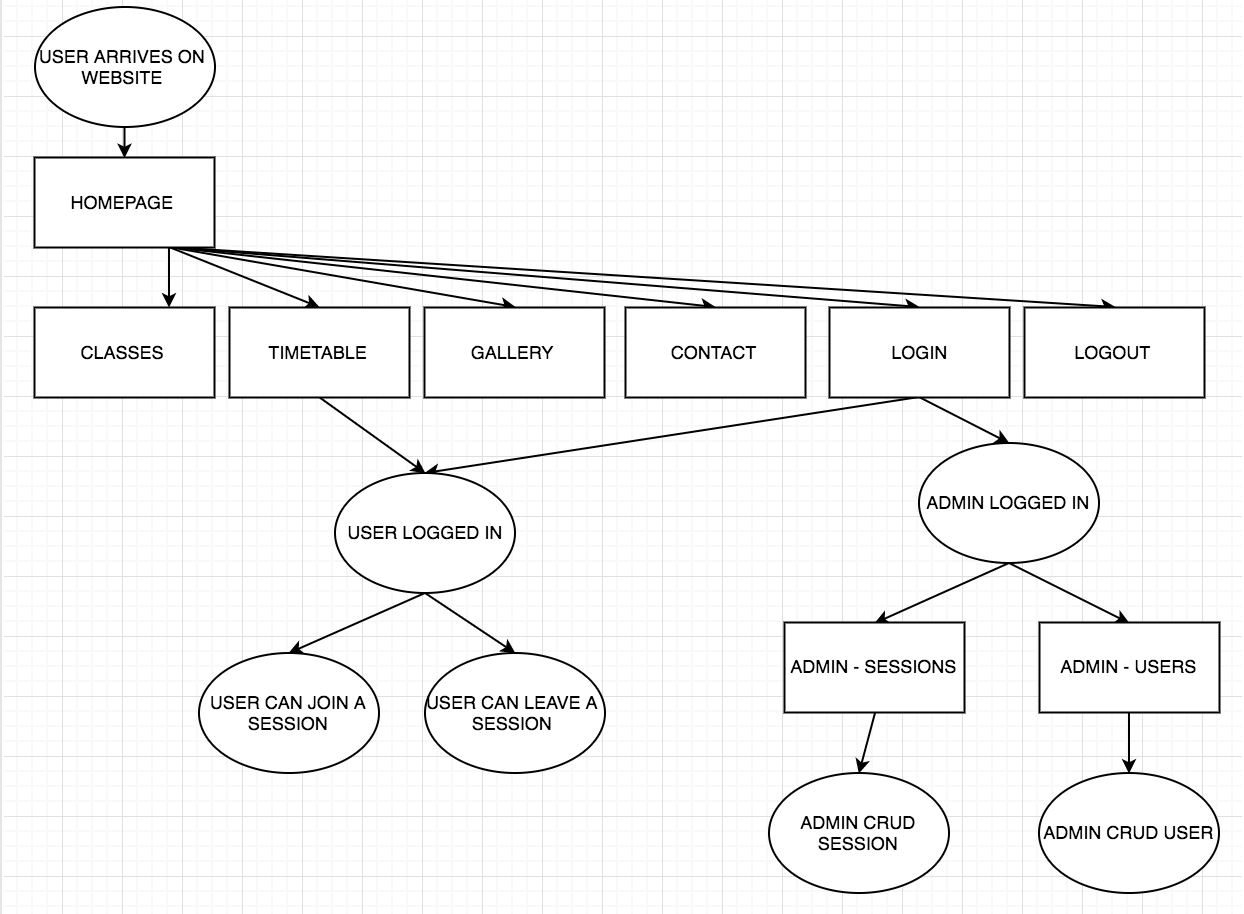 USER ARRIVES ON
WEBSITE
HOMEPAGE
CLASSES
TIMETABLE
GALLERY
CONTACT
LOGIN
LOGOUT
USER LOGGED IN
ADMIN LOGGED IN
ADMIN - SESSIONS
ADMIN - USERS
USER CAN JOIN A
SESSION
USER CAN LEAVE A
SESSION
ADMIN CRUD
SESSION
ADMIN CRUD USER